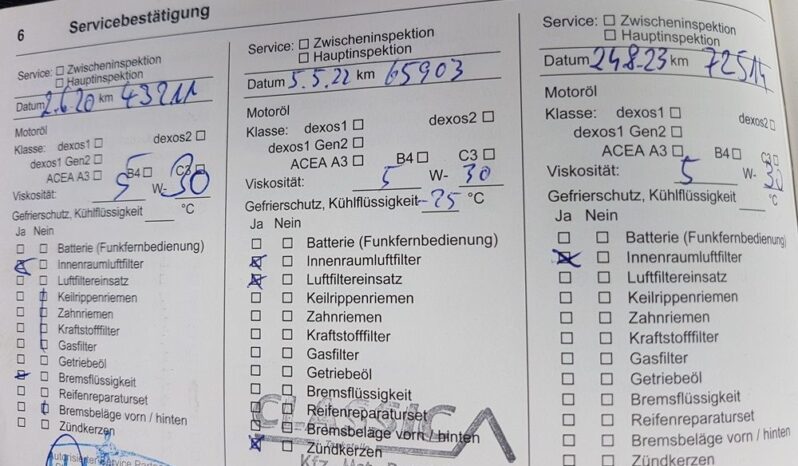 6 Servicebestätigung
Service: Zwischeninspektion
Hauptinspektion
Datum 2.6.20 km 43211
Motoröl
Klasse: dexos1 dexos2
dexos1 Gen2
ACEA A3 B4 C3
Viskosität: 5 W- 30
Gefrierschutz, Kühlflüssigkeit °C
Ja Nein
Batterie (Funkfernbedienung)
Innenraumluftfilter
Luftfiltereinsatz
Keilrippenriemen
Zahnriemen
Kraftstofffilter
Gasfilter
Getriebeöl
Bremsflüssigkeit
Reifenreparaturset
Bremsbeläge vorn / hinten
Zündkerzen
Service: Zwischeninspektion
Hauptinspektion
Datum 5.5.22 km 65903
Motoröl
Klasse: dexos1 dexos2
dexos1 Gen2
ACEA A3 B4 C3
Viskosität: 5 W- 30
Gefrierschutz, Kühlflüssigkeit -25 °C
Ja Nein
Batterie (Funkfernbedienung)
Innenraumluftfilter
Luftfiltereinsatz
Keilrippenriemen
Zahnriemen
Kraftstofffilter
Gasfilter
Getriebeöl
Bremsflüssigkeit
Reifenreparaturset
Bremsbeläge vorn / hinten
Zündkerzen
Service: Zwischeninspektion
Hauptinspektion
Datum 24.8.23 km 72514
Motoröl
Klasse: dexos1 dexos2
dexos1 Gen2
ACEA A3 B4 C3
Viskosität: 5 W- 30
Gefrierschutz, Kühlflüssigkeit °C
Ja Nein
Batterie (Funkfernbedienung)
Innenraumluftfilter
Luftfiltereinsatz
Keilrippenriemen
Zahnriemen
Kraftstofffilter
Gasfilter
Getriebeöl
Bremsflüssigkeit
Reifenreparaturset
Bremsbeläge vorn / hinten
Zündkerzen